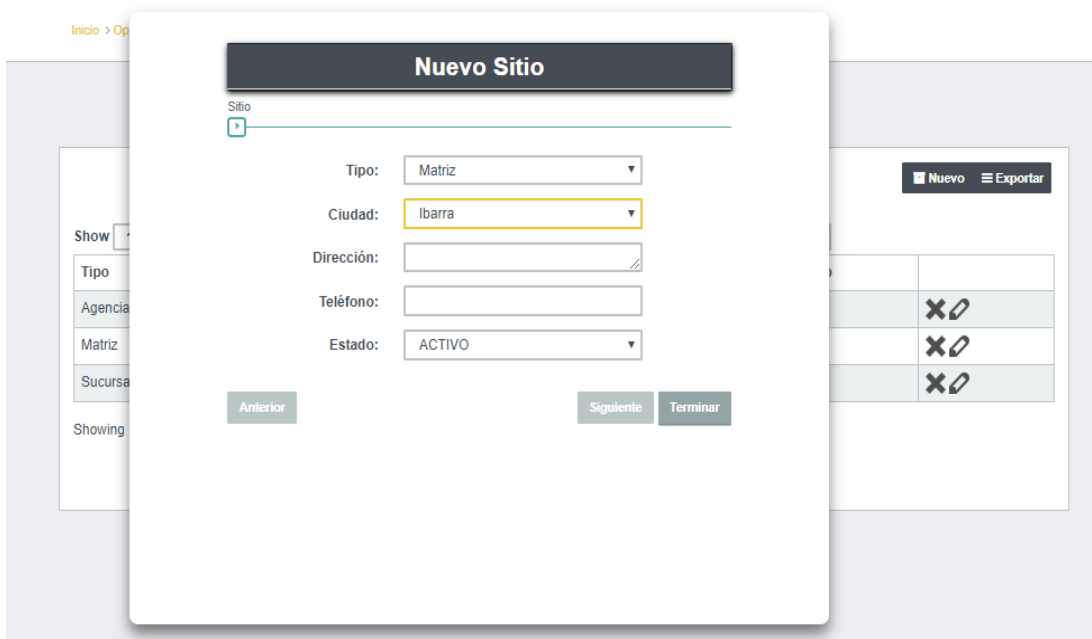 Inicio > Op
Nuevo Sitio
Sitio
Tipo: Matriz
Ciudad: Ibarra
Dirección:
Teléfono:
Estado: ACTIVO
Anterior Siguiente Terminar
Nuevo Exportar
Show
Tipo
Agencia
Matriz
Sucursa
Showing